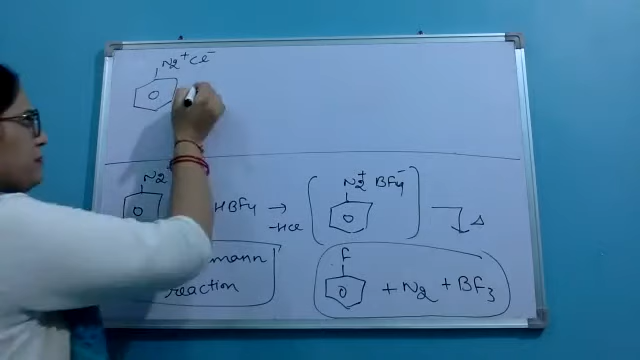 N2+Cl-
N2
HBF4 → N2+ BF4-
-HCl Δ
mann
reaction
F
+ N2 + BF3